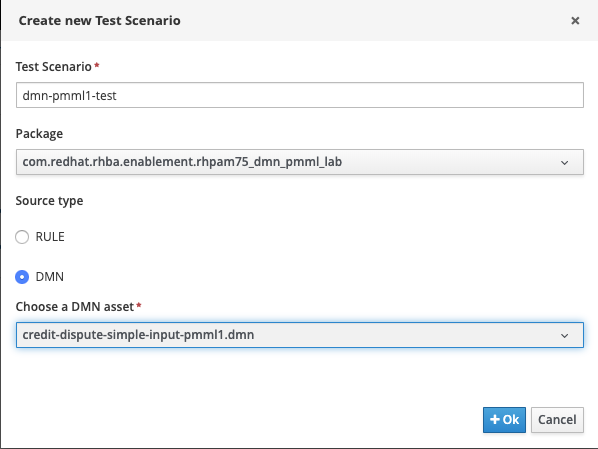 Create new Test Scenario ×
Test Scenario*
dmn-pmml1-test
Package
com.redhat.rhba.enablement.rhpam75_dmn_pmml_lab
Source type
RULE
DMN
Choose a DMN asset*
credit-dispute-simple-input-pmml1.dmn
+ Ok Cancel